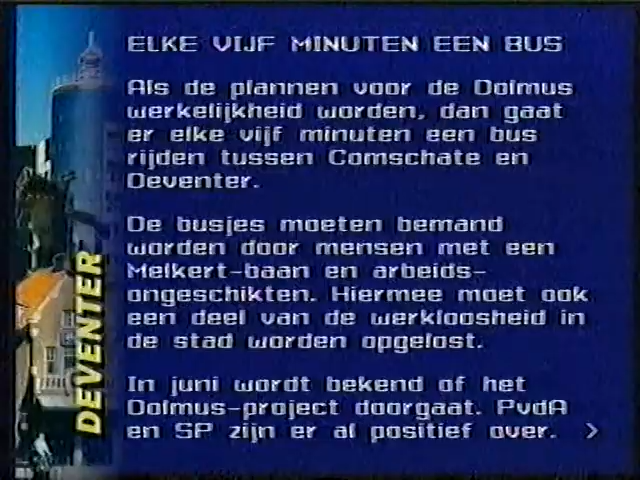 ELKE VIJF MINUTEN EEN BUS
Als de plannen voor de Dolmus
werkelijkheid worden, dan gaat
er elke vijf minuten een bus
rijden tussen Comschate en
Deventer.
De busjes moeten bemand
worden door mensen met een
Melkert-baan en arbeids-
ongeschikten. Hiermee moet ook
een deel van de werkloosheid in
de stad worden opgelost.
In juni wordt bekend of het
Dolmus-project doorgaat. PvdA
en SP zijn er al positief over. >
DEVENTER